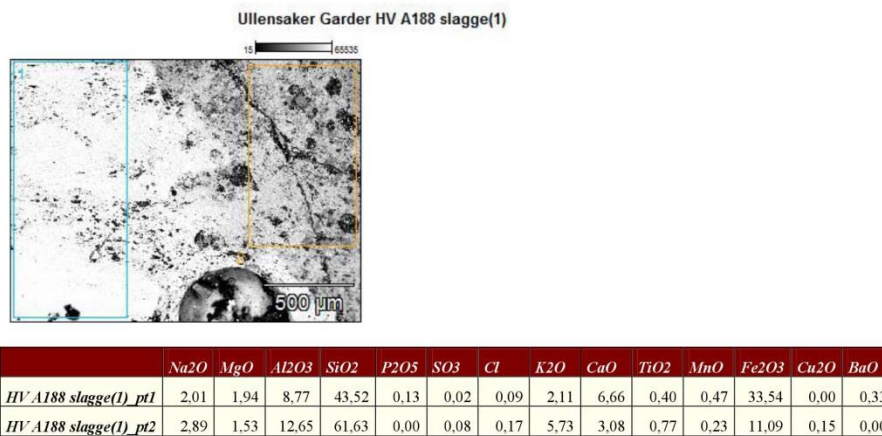 Ullensaker Garder HV A188 slagge(1)
15 65535
1
500 µm
Na2O MgO Al2O3 SiO2 P2O5 SO3 Cl K2O CaO TiO2 MnO Fe2O3 Cu2O BaO
HV A188 slagge(1)_pt1 2,01 1,94 8,77 43,52 0,13 0,02 0,09 2,11 6,66 0,40 0,47 33,54 0,00 0,33
HV A188 slagge(1)_pt2 2,89 1,53 12,65 61,63 0,00 0,08 0,17 5,73 3,08 0,77 0,23 11,09 0,15 0,00